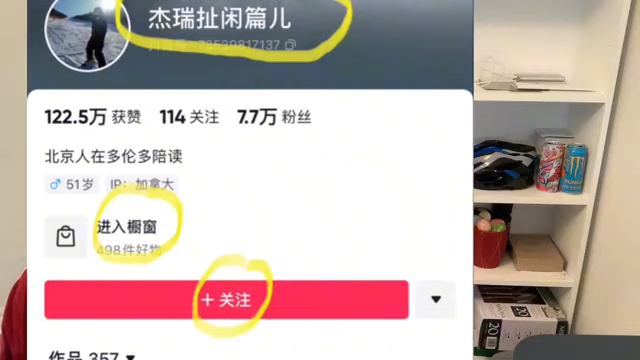 杰瑞扯闲篇儿
122.5万 获赞 114 关注 7.7万 粉丝
北京人在多伦多陪读
♂ 51岁 IP：加拿大
进入橱窗
498件好物
+ 关注
作品 357
20